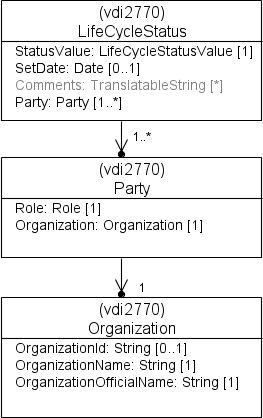 (vdi2770)
LifeCycleStatus
StatusValue: LifeCycleStatusValue [1]
SetDate: Date [0..1]
Comments: TranslatableString [*]
Party: Party [1..*]
1..*
(vdi2770)
Party
Role: Role [1]
Organization: Organization [1]
1
(vdi2770)
Organization
OrganizationId: String [0..1]
OrganizationName: String [1]
OrganizationOfficialName: String [1]